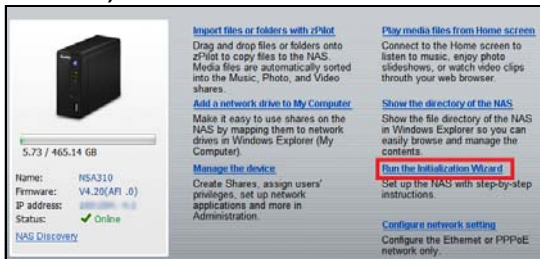 5.73 / 465.14 GB
Name: NSA310
Firmware: V4.20(AFI .0)
IP address:
Status: Online
NAS Discovery
Import files or folders with zPilot
Drag and drop files or folders onto
zPilot to copy files to the NAS.
Media files are automatically sorted
into the Music, Photo, and Video
shares.
Add a network drive to My Computer
Make it easy to use shares on the
NAS by mapping them to network
drives in Windows Explorer (My
Computer).
Manage the device
Create Shares, assign users'
privileges, set up network
applications and more in
Administration.
Play media files from Home screen
Connect to the Home screen to
listen to music, enjoy photo
slideshows, or watch video clips
throuth your web browser.
Show the directory of the NAS
Show the file directory of the NAS
in Windows Explorer so you can
easily browse and manage the
contents.
Run the Initialization Wizard
Set up the NAS with step-by-step
instructions.
Configure network setting
Configure the Ethernet or PPPoE
network only.